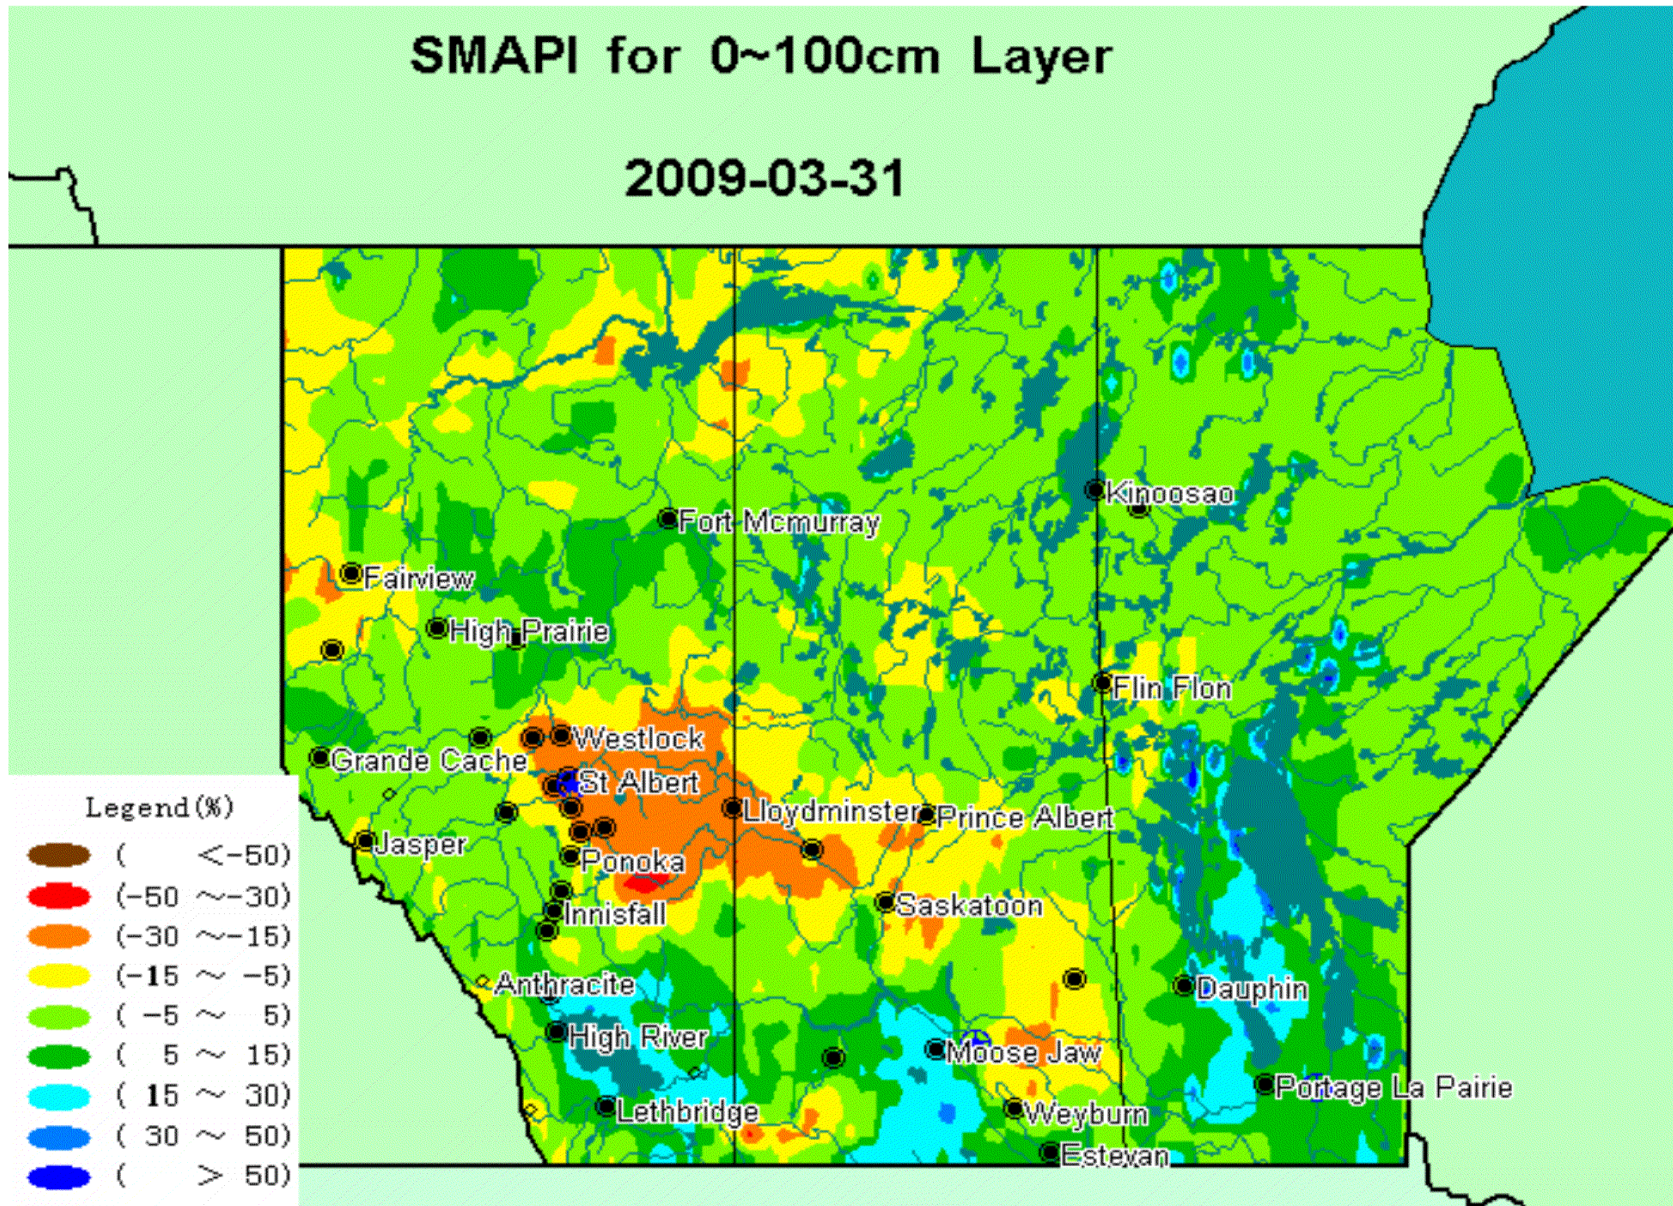 SMAPI for 0~100cm Layer
2009-03-31
Kinoosao
Fort Mcmurray
Fairview
High Prairie
Flin Flon
Westlock
Grande Cache
St Albert
Lloydminster
Prince Albert
Jasper
Ponoka
Saskatoon
Innisfall
Anthracite
Dauphin
High River
Moose Jaw
Portage La Pairie
Lethbridge
Weyburn
Estevan
Legend(%)
( <-50)
(-50 ~-30)
(-30 ~-15)
(-15 ~ -5)
( -5 ~ 5)
( 5 ~ 15)
( 15 ~ 30)
( 30 ~ 50)
( > 50)